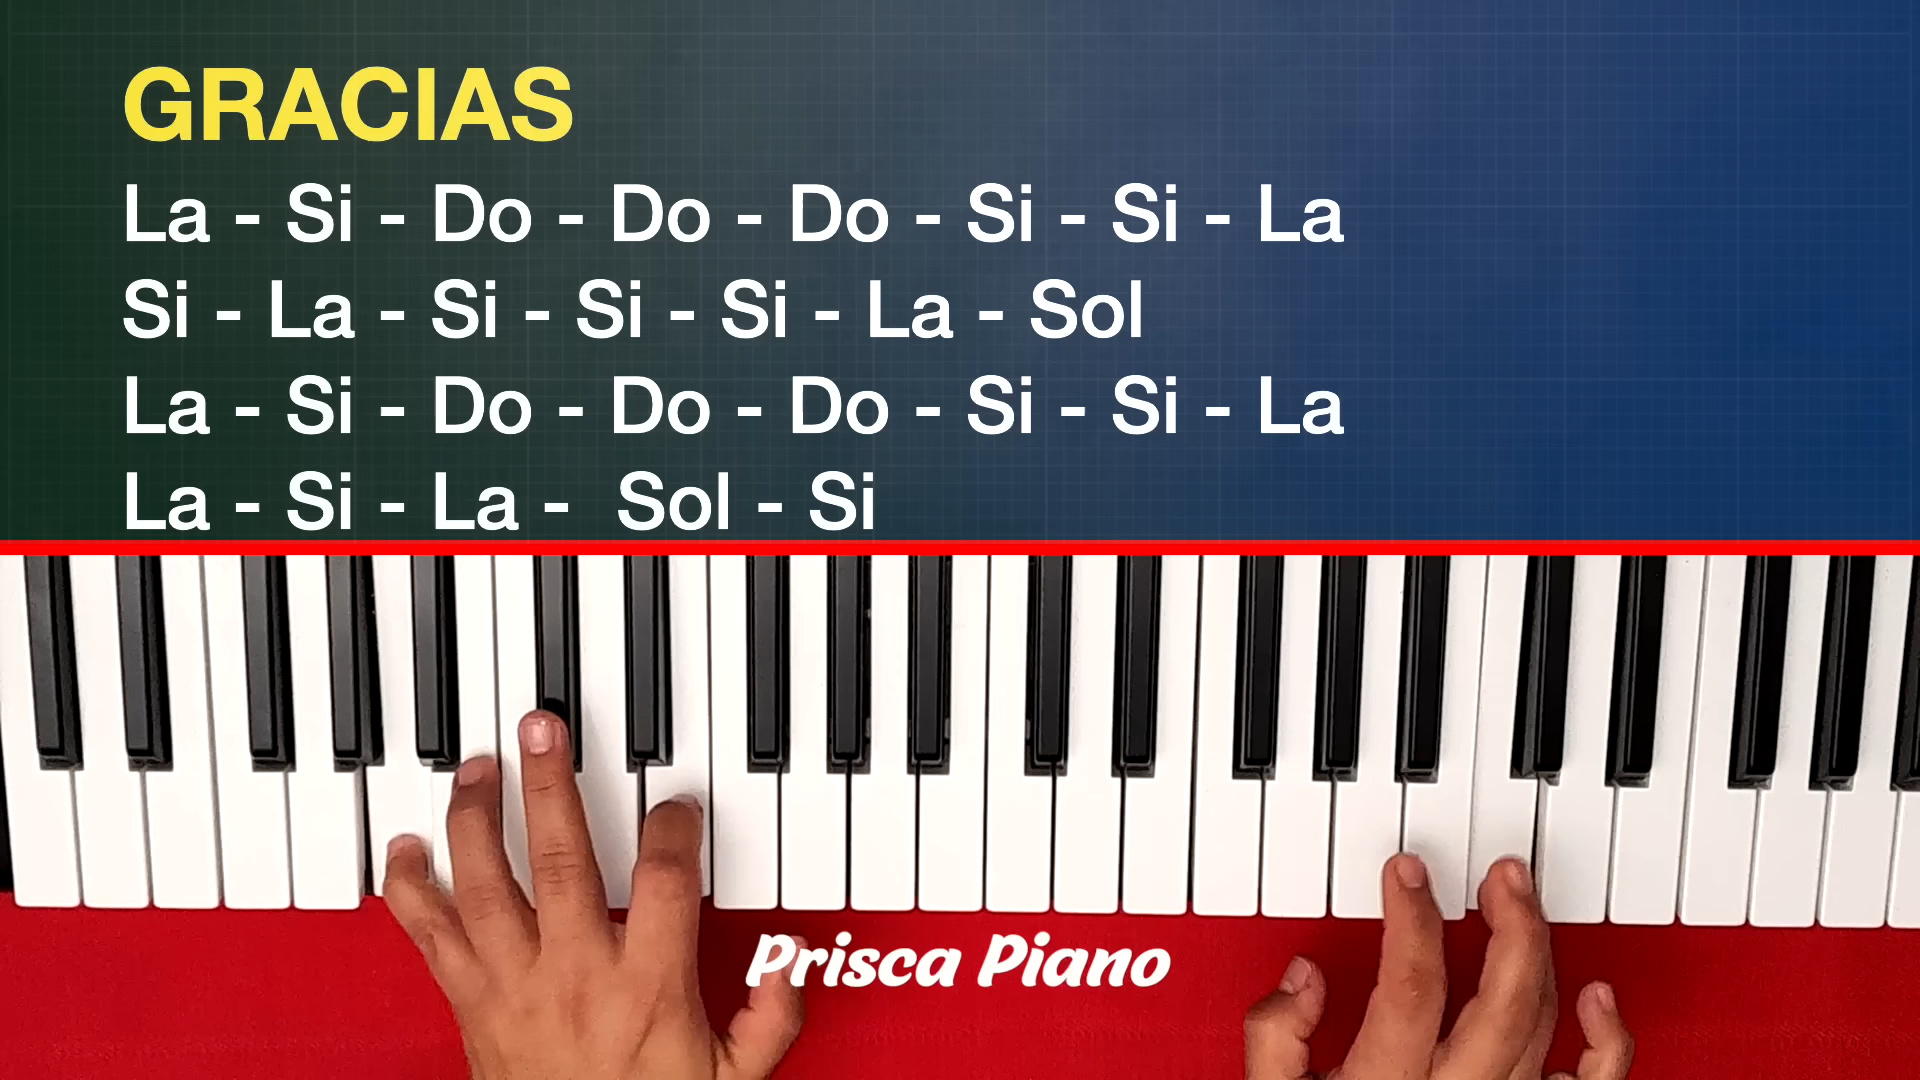 GRACIAS
La - Si - Do - Do - Do - Si - Si - La
Si - La - Si - Si - Si - La - Sol
La - Si - Do - Do - Do - Si - Si - La
La - Si - La -  Sol - Si
Prisca Piano